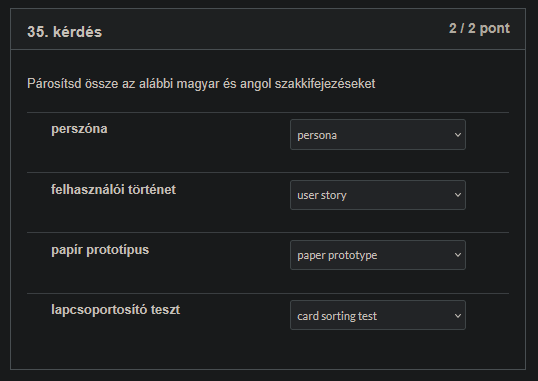 35. kérdés
2 / 2 pont
Párosítsd össze az alábbi magyar és angol szakkifejezéseket
perszóna
persona
felhasználói történet
user story
papír prototípus
paper prototype
lapcsoportosító teszt
card sorting test